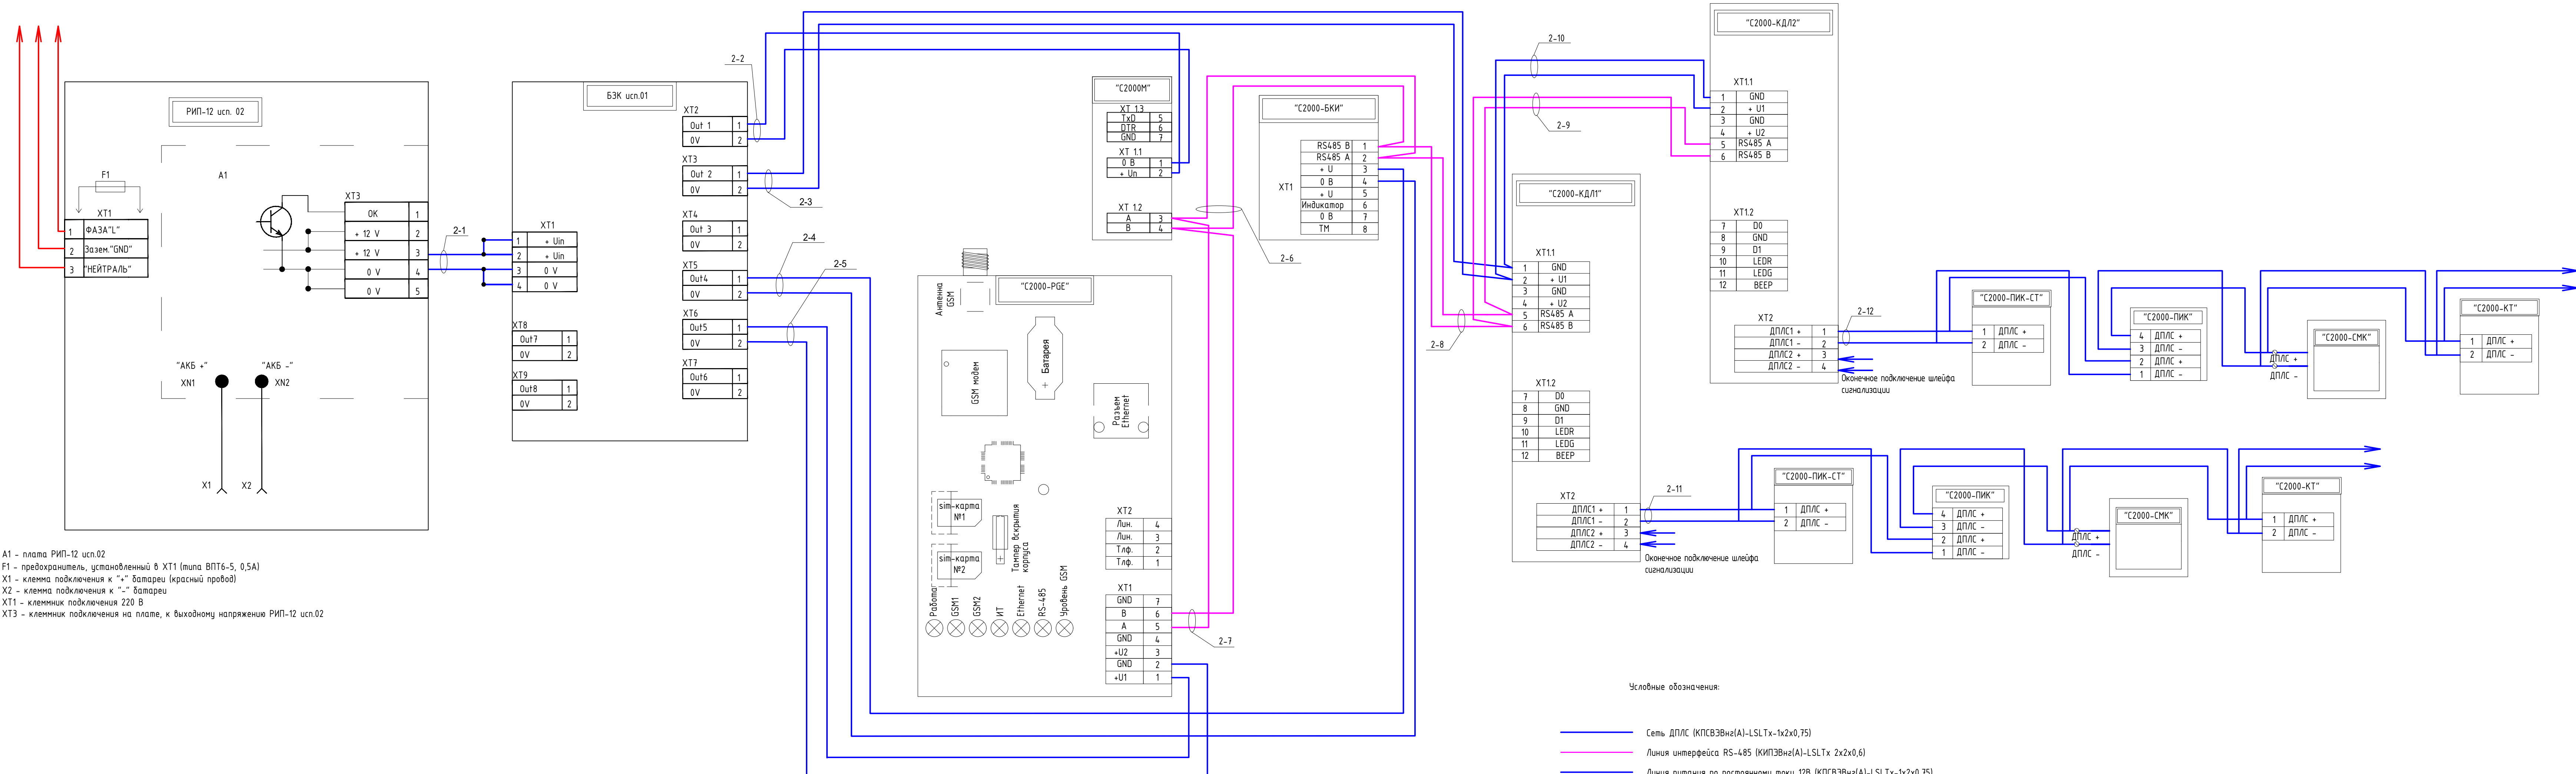 РИП-12 исп. 02
F1
A1
XT1
1 ФАЗА"L"
2 Зазем."GND"
3 "НЕЙТРАЛЬ"
XT3
ОК 1
+ 12 V 2
+ 12 V 3
0 V 4
0 V 5
"АКБ +" "АКБ –"
XN1 XN2
X1 X2
2-1
A1 – плата РИП-12 исп.02
F1 – предохранитель, установленный в XT1 (типа ВПТ6-5, 0,5А)
X1 – клемма подключения к "+" батареи (красный провод)
X2 – клемма подключения к "-" батареи
XT1 – клеммник подключения 220 В
XT3 – клеммник подключения на плате, к выходному напряжению РИП-12 исп.02
БЗК исп.01
XT1
1 + Uin
2 + Uin
3 0 V
4 0 V
XT8
Out7 1
0V 2
XT9
Out8 1
0V 2
XT2
Out 1 1
0V 2
XT3
Out 2 1
0V 2
XT4
Out 3 1
0V 2
XT5
Out4 1
0V 2
XT6
Out5 1
0V 2
XT7
Out6 1
0V 2
2-2
2-3
2-4
2-5
"С2000-PGE"
Антенна
GSM
GSM модем
Батарея
+
Разъем
Ethernet
sim-карта
№1
sim-карта
№2
Тампер вскрытия
корпуса
+
Работа
GSM1
GSM2
ИТ
Ethernet
RS-485
Уровень GSM
XT2
Лин. 4
Лин. 3
Тлф. 2
Тлф. 1
XT1
GND 7
B 6
A 5
GND 4
+U2 3
GND 2
+U1 1
2-7
"С2000М"
XT 1.3
TxD 5
DTR 6
GND 7
XT 1.1
0 В 1
+ Uп 2
XT 1.2
A 3
B 4
2-6
"С2000-БКИ"
XT1
RS485 B 1
RS485 A 2
+ U 3
0 В 4
+ U 5
Индикатор 6
0 В 7
ТМ 8
2-8
2-9
2-10
"С2000-КДЛ1"
XT1.1
1 GND
2 + U1
3 GND
4 + U2
5 RS485 A
6 RS485 B
XT1.2
7 D0
8 GND
9 D1
10 LEDR
11 LEDG
12 BEEP
XT2
ДПЛС1 + 1
ДПЛС1 - 2
ДПЛС2 + 3
ДПЛС2 - 4
Оконечное подключение шлейфа
сигнализации
2-11
"С2000-ПИК-СТ"
1 ДПЛС +
2 ДПЛС -
"С2000-ПИК"
4 ДПЛС +
3 ДПЛС -
2 ДПЛС +
1 ДПЛС -
ДПЛС +
ДПЛС -
"С2000-СМК"
"С2000-КТ"
1 ДПЛС +
2 ДПЛС -
"С2000-КДЛ2"
XT1.1
1 GND
2 + U1
3 GND
4 + U2
5 RS485 A
6 RS485 B
XT1.2
7 D0
8 GND
9 D1
10 LEDR
11 LEDG
12 BEEP
XT2
ДПЛС1 + 1
ДПЛС1 - 2
ДПЛС2 + 3
ДПЛС2 - 4
Оконечное подключение шлейфа
сигнализации
2-12
"С2000-ПИК-СТ"
1 ДПЛС +
2 ДПЛС -
"С2000-ПИК"
4 ДПЛС +
3 ДПЛС -
2 ДПЛС +
1 ДПЛС -
ДПЛС +
ДПЛС -
"С2000-СМК"
"С2000-КТ"
1 ДПЛС +
2 ДПЛС -
Условные обозначения:
Сеть ДПЛС (КПСВЭВнг(А)-LSLTx-1х2х0,75)
Линия интерфейса RS-485 (КИПЭВнг(А)-LSLTx 2х2х0,6)
Линия питания по постоянному току 12В (КПСВЭВнг(А)-LSLTx-1х2х0,75)